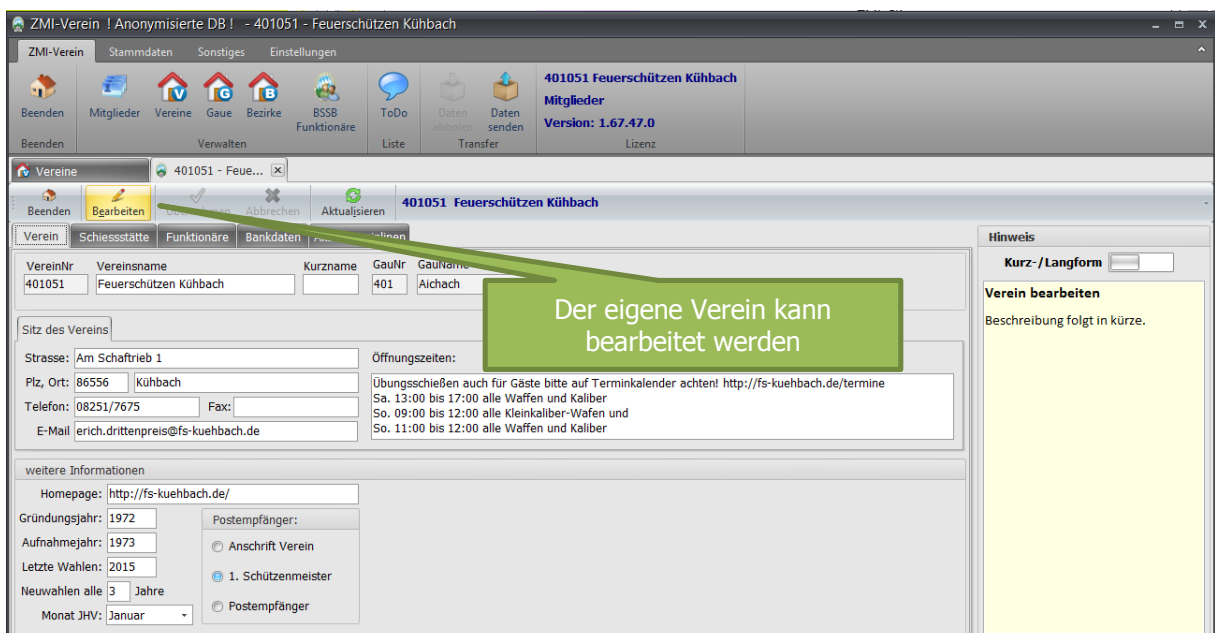 ZMI-Verein ! Anonymisierte DB ! - 401051 - Feuerschützen Kühbach
ZMI-Verein Stammdaten Sonstiges Einstellungen
Beenden Mitglieder Vereine Gaue Bezirke BSSB Funktionäre ToDo Daten abholen Daten senden
401051 Feuerschützen Kühbach
Mitglieder
Version: 1.67.47.0
Beenden Verwalten Liste Transfer Lizenz
Vereine 401051 - Feue...
Beenden Bearbeiten Abbrechen Aktualisieren 401051 Feuerschützen Kühbach
Verein Schiessstätte Funktionäre Bankdaten
VereinNr Vereinsname Kurzname GauNr GauName
401051 Feuerschützen Kühbach 401 Aichach
Der eigene Verein kann
bearbeitet werden
Sitz des Vereins
Strasse: Am Schaftrieb 1
Plz, Ort: 86556 Kühbach
Telefon: 08251/7675 Fax:
E-Mail erich.drittenpreis@fs-kuehbach.de
Öffnungszeiten:
Übungsschießen auch für Gäste bitte auf Terminkalender achten! http://fs-kuehbach.de/termine
Sa. 13:00 bis 17:00 alle Waffen und Kaliber
So. 09:00 bis 12:00 alle Kleinkaliber-Wafen und
So. 11:00 bis 12:00 alle Waffen und Kaliber
weitere Informationen
Homepage: http://fs-kuehbach.de/
Gründungsjahr: 1972
Aufnahmejahr: 1973
Letzte Wahlen: 2015
Neuwahlen alle 3 Jahre
Monat JHV: Januar
Postempfänger:
Anschrift Verein
1. Schützenmeister
Postempfänger
Hinweis
Kurz-/Langform
Verein bearbeiten
Beschreibung folgt in kürze.